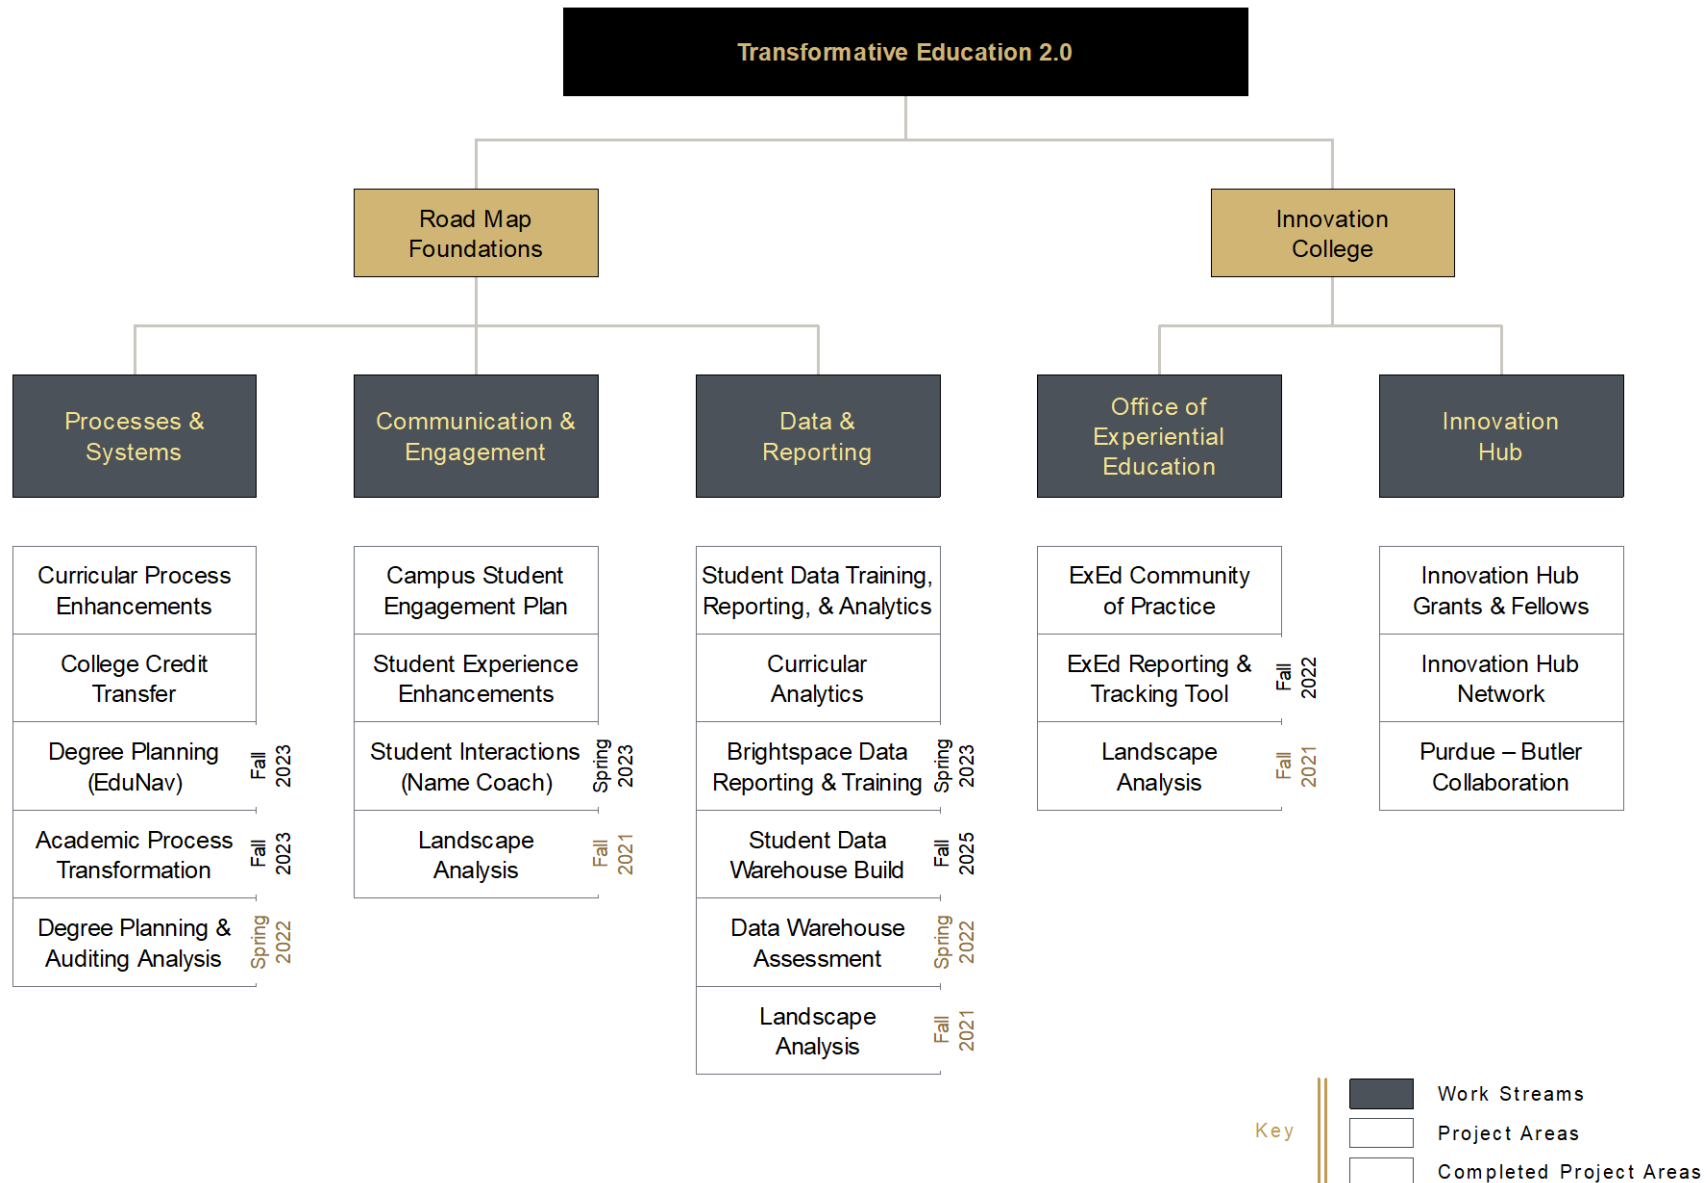 Transformative Education 2.0
Road Map
Foundations
Innovation
College
Processes &
Systems
Communication &
Engagement
Data &
Reporting
Office of
Experiential
Education
Innovation
Hub
Curricular Process
Enhancements
College Credit
Transfer
Degree Planning
(EduNav)
Fall
2023
Academic Process
Transformation
Fall
2023
Degree Planning &
Auditing Analysis
Spring
2022
Campus Student
Engagement Plan
Student Experience
Enhancements
Student Interactions
(Name Coach)
Spring
2023
Landscape
Analysis
Fall
2021
Student Data Training,
Reporting, & Analytics
Curricular
Analytics
Brightspace Data
Reporting & Training
Spring
2023
Student Data
Warehouse Build
Fall
2025
Data Warehouse
Assessment
Spring
2022
Landscape
Analysis
Fall
2021
ExEd Community
of Practice
ExEd Reporting &
Tracking Tool
Fall
2022
Landscape
Analysis
Fall
2021
Innovation Hub
Grants & Fellows
Innovation Hub
Network
Purdue – Butler
Collaboration
Key
Work Streams
Project Areas
Completed Project Areas